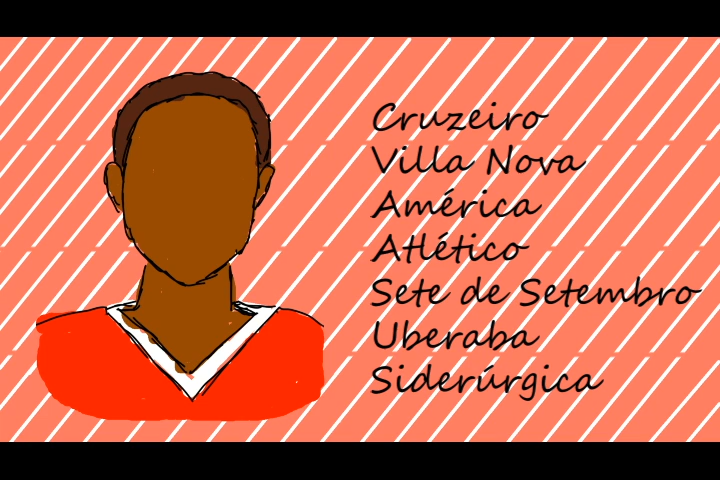 Cruzeiro
Villa Nova
América
Atlético
Sete de Setembro
Uberaba
Siderúrgica